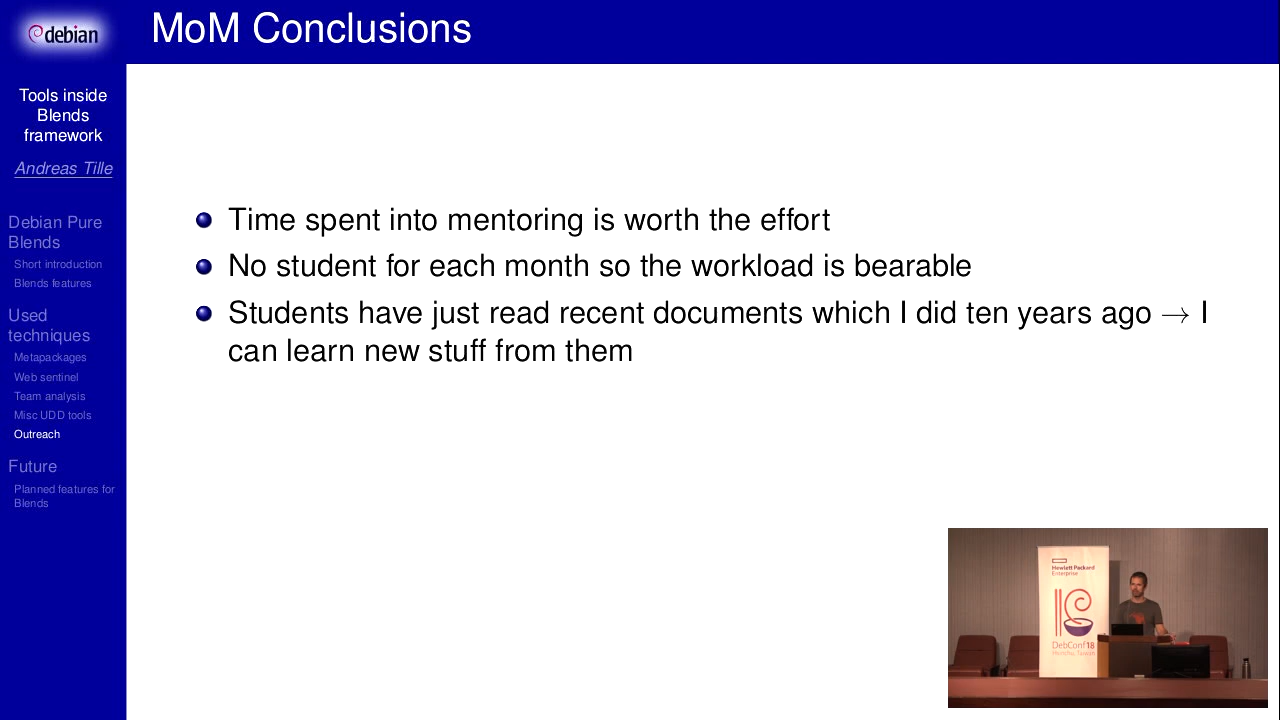 debian
MoM Conclusions
Tools inside
Blends
framework
Andreas Tille
Debian Pure
Blends
Short introduction
Blends features
Used
techniques
Metapackages
Web sentinel
Team analysis
Misc UDD tools
Outreach
Future
Planned features for
Blends
Time spent into mentoring is worth the effort
No student for each month so the workload is bearable
Students have just read recent documents which I did ten years ago → I
can learn new stuff from them
Hewlett Packard
Enterprise
DebConf18
Hsinchu, Taiwan